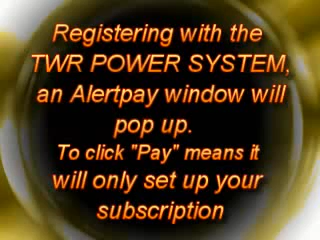 Registering with the
TWR POWER SYSTEM,
an Alertpay window will
pop up.
To click "Pay" means it
will only set up your
subscription